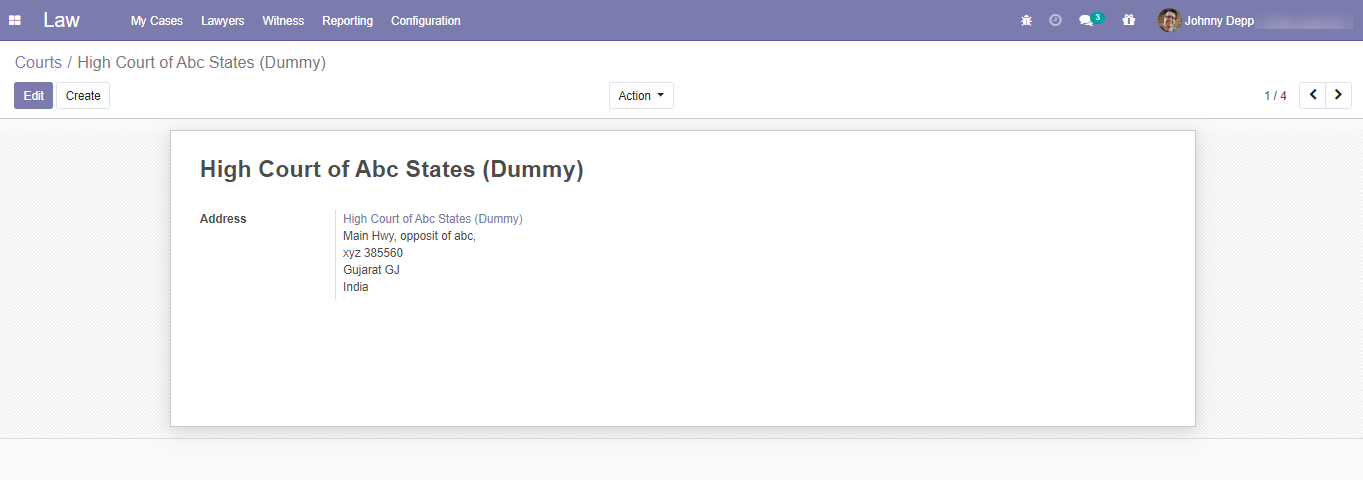 Law My Cases Lawyers Witness Reporting Configuration 3 Johnny Depp
Courts / High Court of Abc States (Dummy)
Edit Create Action 1 / 4
High Court of Abc States (Dummy)
Address High Court of Abc States (Dummy)
Main Hwy, opposit of abc,
xyz 385560
Gujarat GJ
India